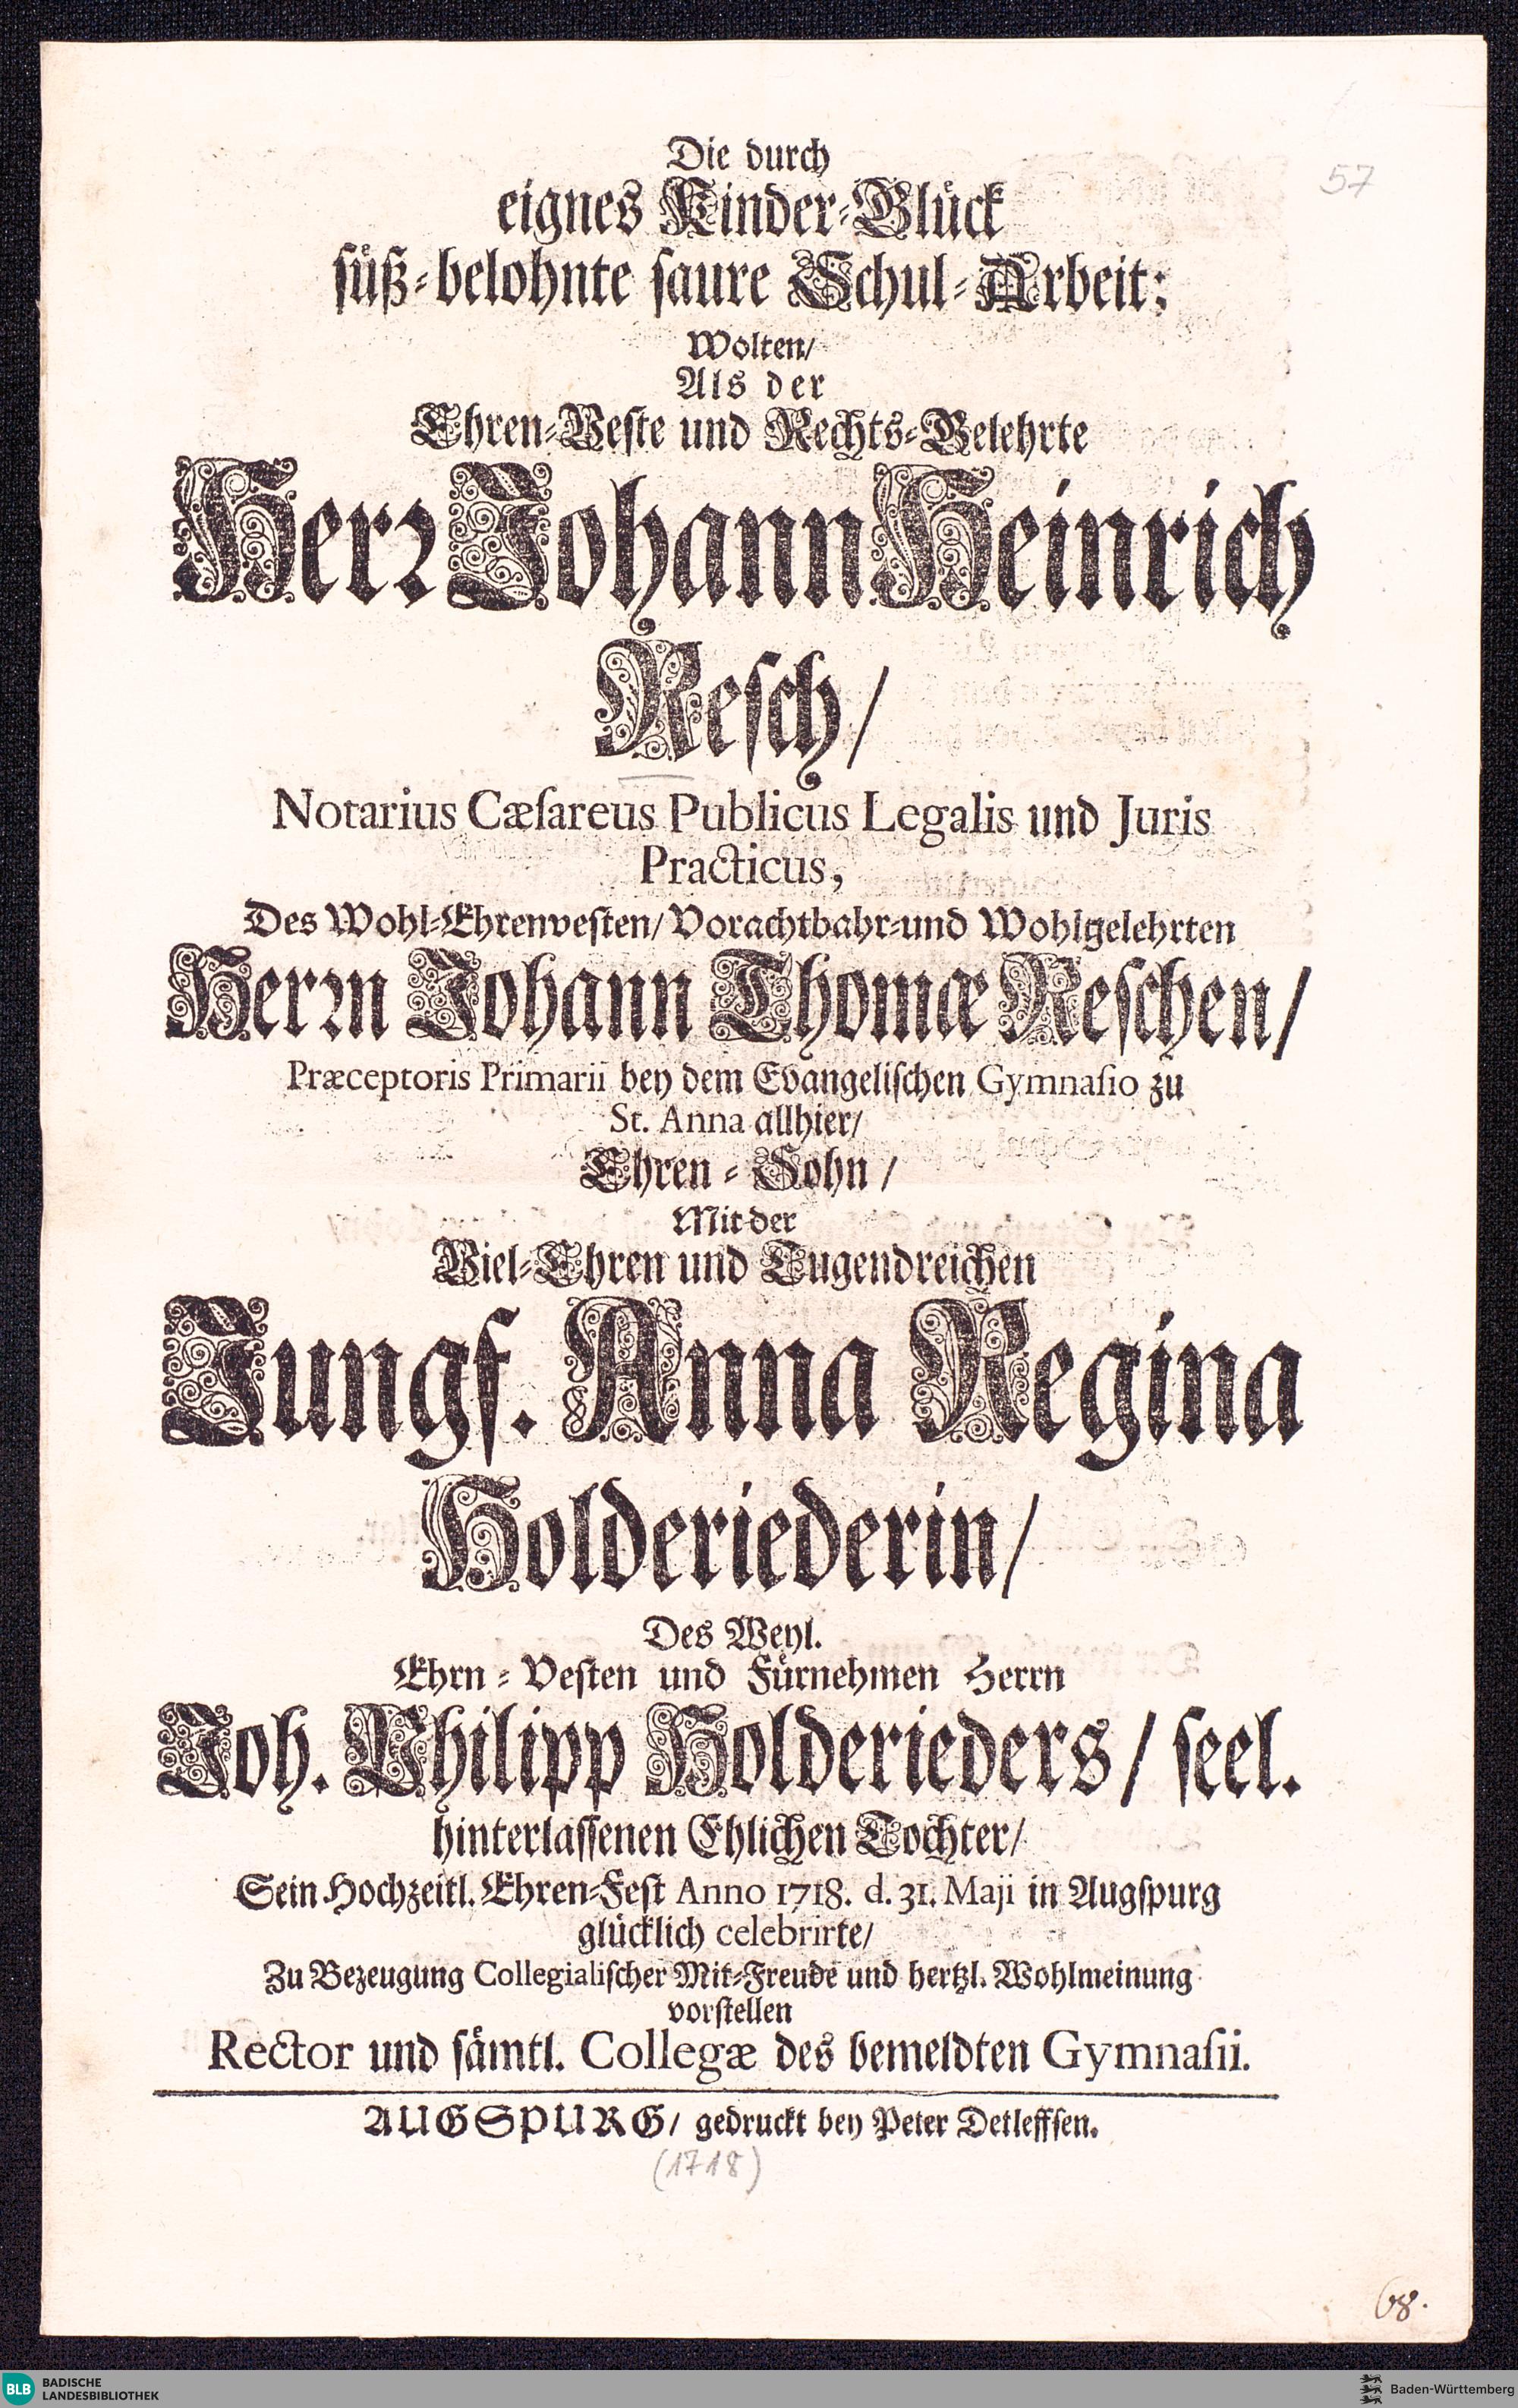 57
Die durch
eignes Kinder-Glück
süß-belohnte saure Schul-Arbeit;
Wolten/
Als der
Ehren-Veste und Rechts-Gelehrte
Herr Johann Heinrich
Resch/
Notarius Cæsareus Publicus Legalis und Juris
Practicus,
Des Wohl-Ehrenvesten/ Vorachtbahr-und Wohlgelehrten
Herrn Johann Thomæ Reschen/
Præceptoris Primarii bey dem Evangelischen Gymnasio zu
St. Anna allhier/
Ehren-Sohn/
Mit der
Viel-Ehren und Tugendreichen
Jungf. Anna Regina
Holderiederin/
Des Weyl.
Ehrn-Vesten und Fürnehmen Herrn
Joh. Philipp Holderieders/ seel.
hinterlassenen Ehlichen Tochter/
Sein Hochzeitl. Ehren-Fest Anno 1718. d. 31. Maji in Augspurg
glücklich celebrirte/
Zu Bezeugung Collegialischer Mit-Freude und hertzl. Wohlmeinung
vorstellen
Rector und sämtl. Collegæ des bemeldten Gymnasii.
AUGSPURG/ gedruckt bey Peter Detleffsen.
(1718)
68.
BLB BADISCHE
LANDESBIBLIOTHEK
Baden-Württemberg